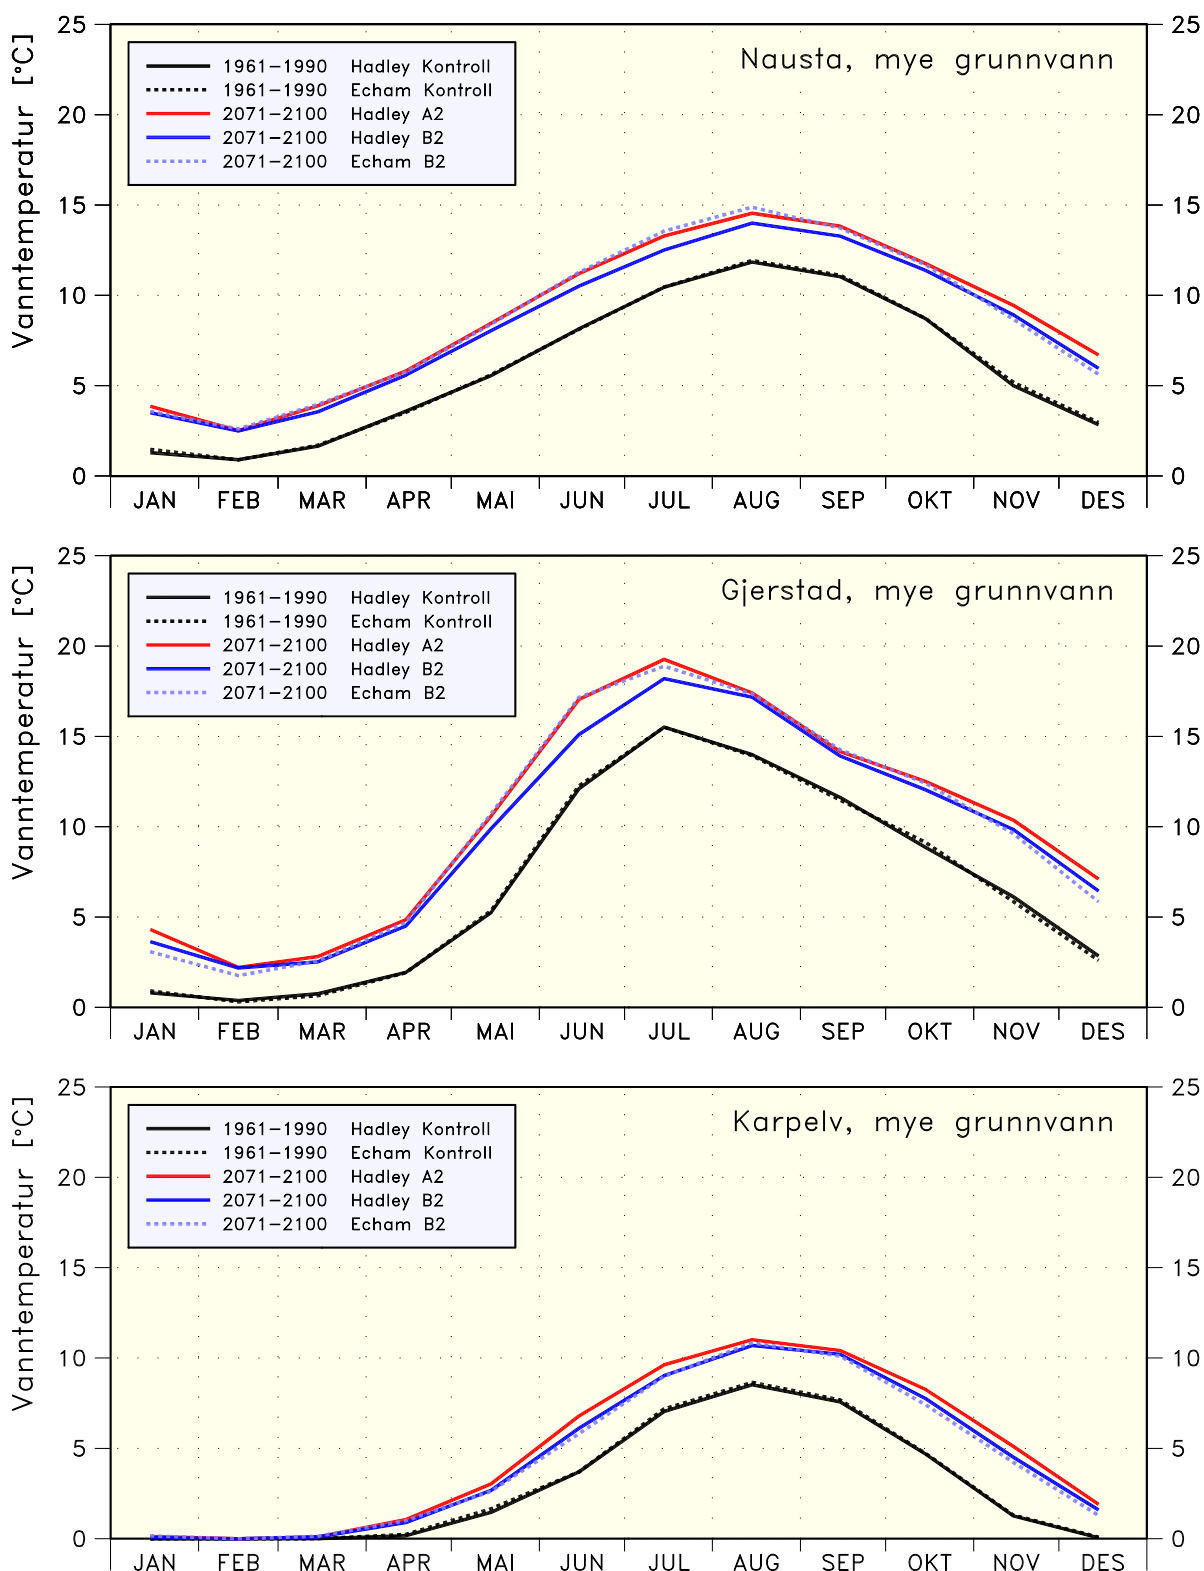 Vanntemperatur [°C]
Nausta, mye grunnvann
1961-1990 Hadley Kontroll
1961-1990 Echam Kontroll
2071-2100 Hadley A2
2071-2100 Hadley B2
2071-2100 Echam B2
25 25
20 20
15 15
10 10
5 5
0 0
JAN FEB MAR APR MAI JUN JUL AUG SEP OKT NOV DES
Vanntemperatur [°C]
Gjerstad, mye grunnvann
1961-1990 Hadley Kontroll
1961-1990 Echam Kontroll
2071-2100 Hadley A2
2071-2100 Hadley B2
2071-2100 Echam B2
25 25
20 20
15 15
10 10
5 5
0 0
JAN FEB MAR APR MAI JUN JUL AUG SEP OKT NOV DES
Vanntemperatur [°C]
Karpelv, mye grunnvann
1961-1990 Hadley Kontroll
1961-1990 Echam Kontroll
2071-2100 Hadley A2
2071-2100 Hadley B2
2071-2100 Echam B2
25 25
20 20
15 15
10 10
5 5
0 0
JAN FEB MAR APR MAI JUN JUL AUG SEP OKT NOV DES